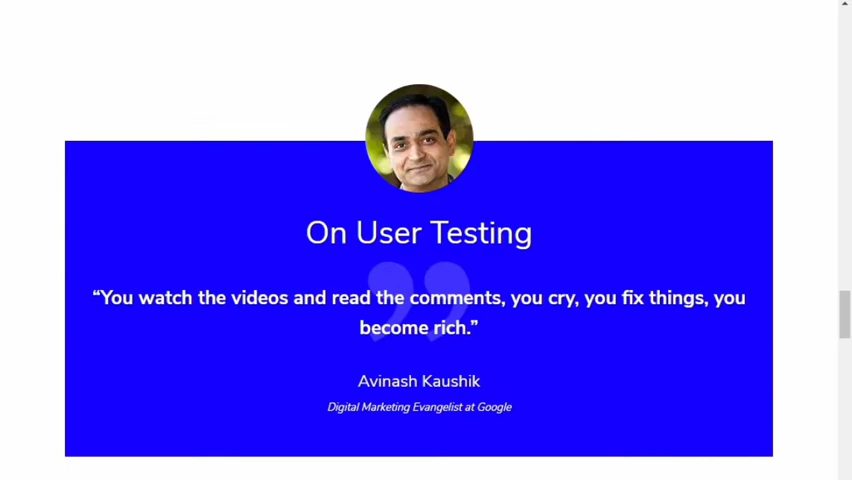 On User Testing
“You watch the videos and read the comments, you cry, you fix things, you
become rich.”
Avinash Kaushik
Digital Marketing Evangelist at Google